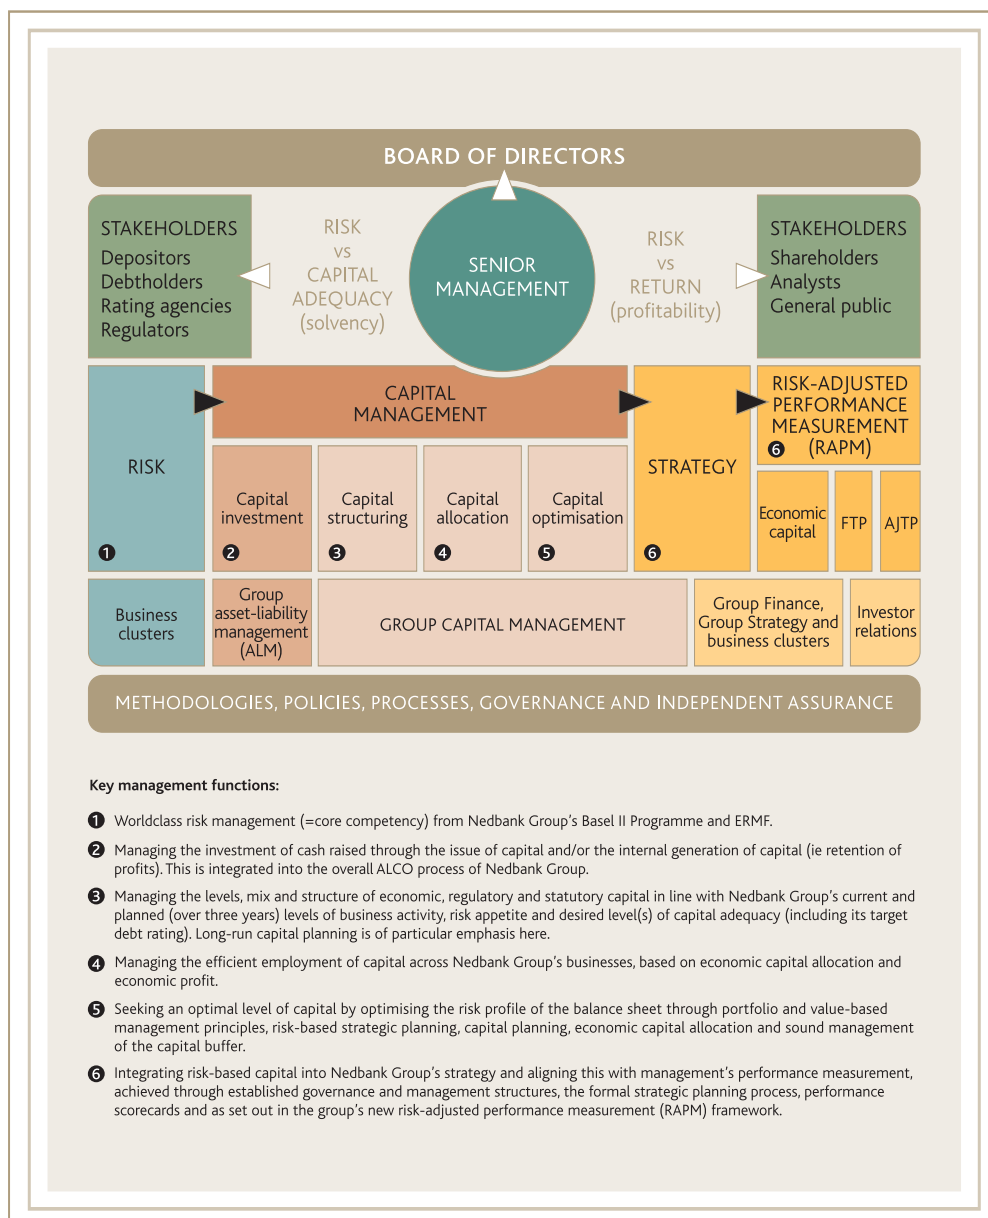 BOARD OF DIRECTORS
STAKEHOLDERS
Depositors
Debtholders
Rating agencies
Regulators
RISK
vs
CAPITAL
ADEQUACY
(solvency)
SENIOR
MANAGEMENT
RISK
vs
RETURN
(profitability)
STAKEHOLDERS
Shareholders
Analysts
General public
RISK
1
CAPITAL
MANAGEMENT
Capital
investment
2
Capital
structuring
3
Capital
allocation
4
Capital
optimisation
5
STRATEGY
6
RISK-ADJUSTED
PERFORMANCE
MEASUREMENT
6 (RAPM)
Economic
capital
FTP
AJTP
Business
clusters
Group
asset-liability
management
(ALM)
GROUP CAPITAL MANAGEMENT
Group Finance,
Group Strategy and
business clusters
Investor
relations
METHODOLOGIES, POLICIES, PROCESSES, GOVERNANCE AND INDEPENDENT ASSURANCE
Key management functions:
1 Worldclass risk management (=core competency) from Nedbank Group's Basel II Programme and ERMF.
2 Managing the investment of cash raised through the issue of capital and/or the internal generation of capital (ie retention of
profits). This is integrated into the overall ALCO process of Nedbank Group.
3 Managing the levels, mix and structure of economic, regulatory and statutory capital in line with Nedbank Group's current and
planned (over three years) levels of business activity, risk appetite and desired level(s) of capital adequacy (including its target
debt rating). Long-run capital planning is of particular emphasis here.
4 Managing the efficient employment of capital across Nedbank Group's businesses, based on economic capital allocation and
economic profit.
5 Seeking an optimal level of capital by optimising the risk profile of the balance sheet through portfolio and value-based
management principles, risk-based strategic planning, capital planning, economic capital allocation and sound management
of the capital buffer.
6 Integrating risk-based capital into Nedbank Group's strategy and aligning this with management's performance measurement,
achieved through established governance and management structures, the formal strategic planning process, performance
scorecards and as set out in the group's new risk-adjusted performance measurement (RAPM) framework.